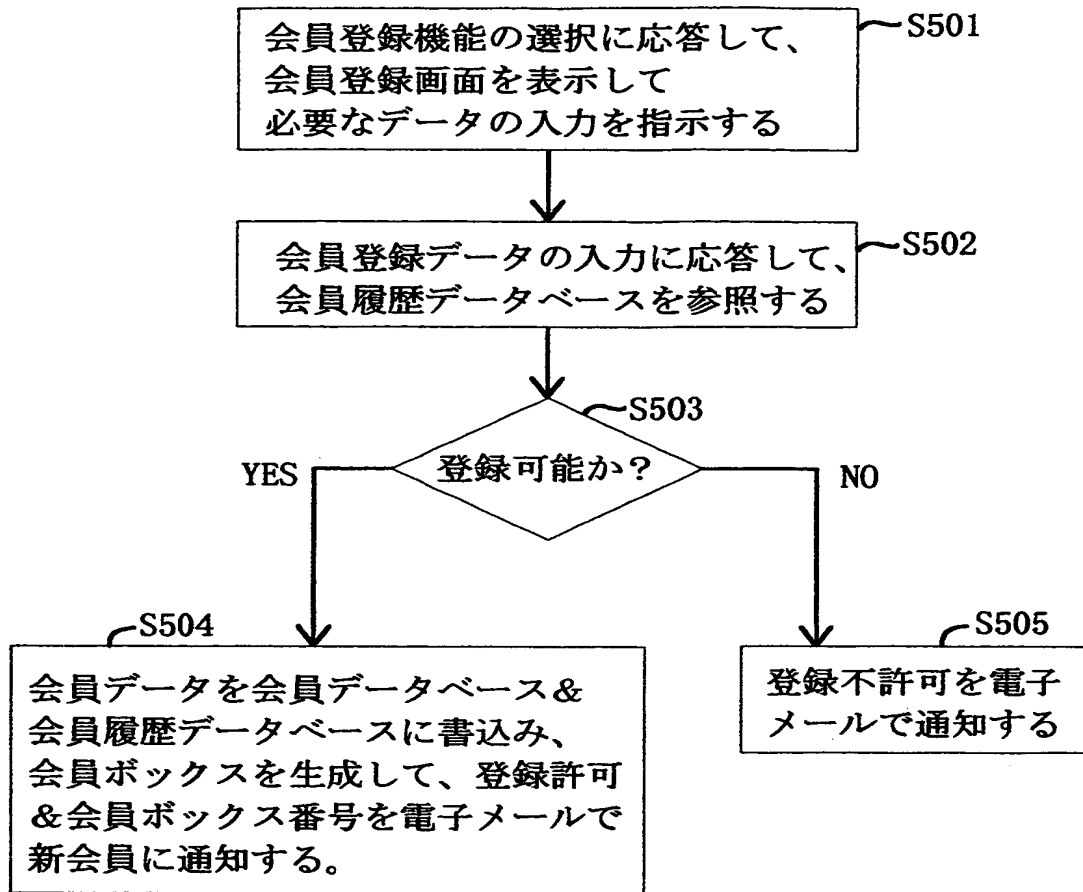 会員登録機能の選択に応答して、
会員登録画面を表示して
必要なデータの入力を指示する
S501
会員登録データの入力に応答して、
会員履歴データベースを参照する
S502
S503
登録可能か？
YES
NO
S504
会員データを会員データベース＆
会員履歴データベースに書込み、
会員ボックスを生成して、登録許可
＆会員ボックス番号を電子メールで
新会員に通知する。
S505
登録不許可を電子
メールで通知する